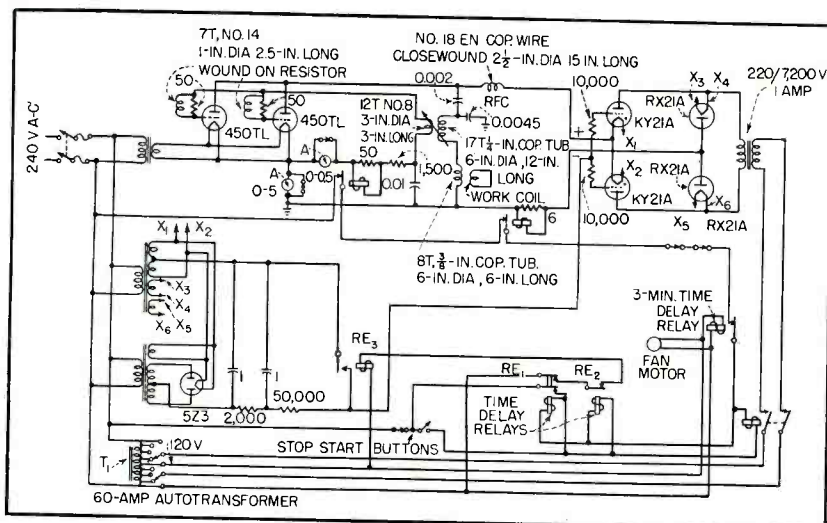 7T, NO. 14
1-IN. DIA 2.5-IN. LONG
WOUND ON RESISTOR
50
50
450TL
450TL
240 V A-C
NO. 18 EN COP. WIRE
CLOSEWOUND 2½-IN. DIA 15 IN. LONG
0.002
RFC
0.0045
12T NO. 8
3-IN. DIA
3-IN. LONG
50
1,500
0.01
A
0-0.5
A
0-5
17T ¼-IN. COP. TUB.
6-IN. DIA, 12-IN.
LONG
WORK COIL
6
8T, ⅜-IN. COP. TUB.
6-IN. DIA, 6-IN. LONG
10,000
+
-
10,000
X1
X2
KY21A
KY21A
X3 X4
RX21A
RX21A
X5
X6
RX21A
220/7,200 V
1 AMP
X1 X2
X3
X4
X5
X6
5Z3
1
1
2,000
50,000
RE3
RE1
RE2
TIME
DELAY
RELAYS
3-MIN. TIME
DELAY
RELAY
FAN
MOTOR
STOP START BUTTONS
T1
120 V
60-AMP AUTOTRANSFORMER